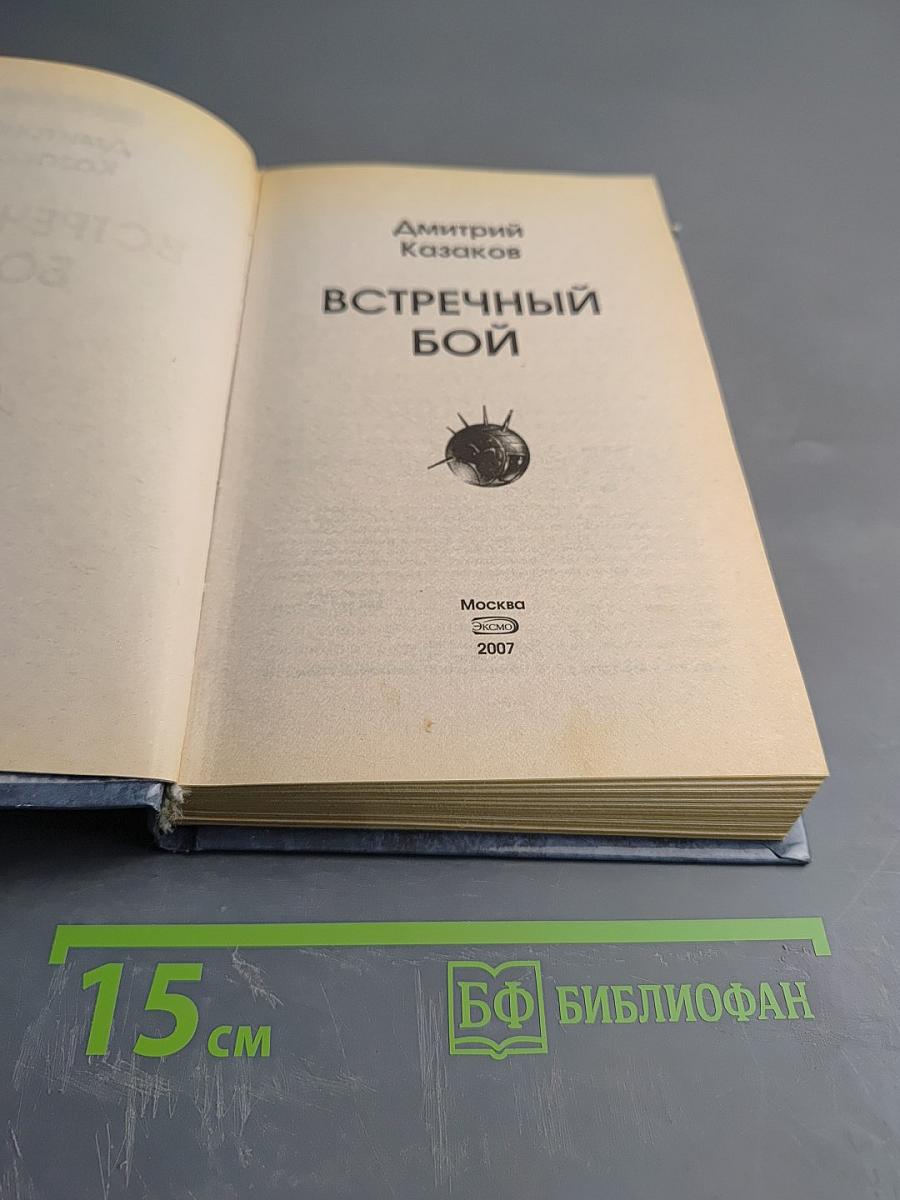 Дмитрий
Казаков
ВСТРЕЧНЫЙ
БОЙ
Москва
ЭКСМО
2007
15 см
БФ БИБЛИОФАН